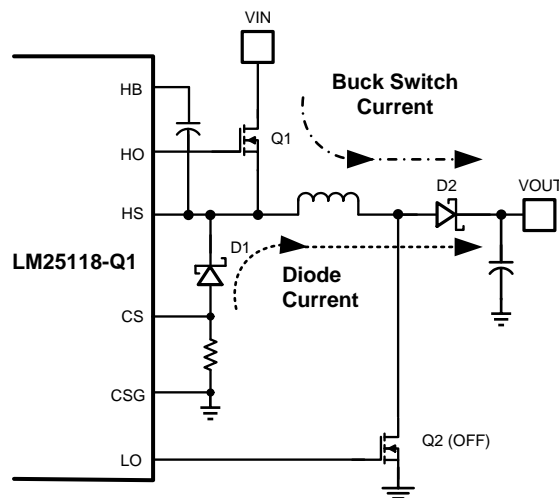 VIN
HB
Buck Switch
Current
HO
Q1
D2
VOUT
HS
LM25118-Q1
D1
Diode
Current
CS
CSG
Q2 (OFF)
LO